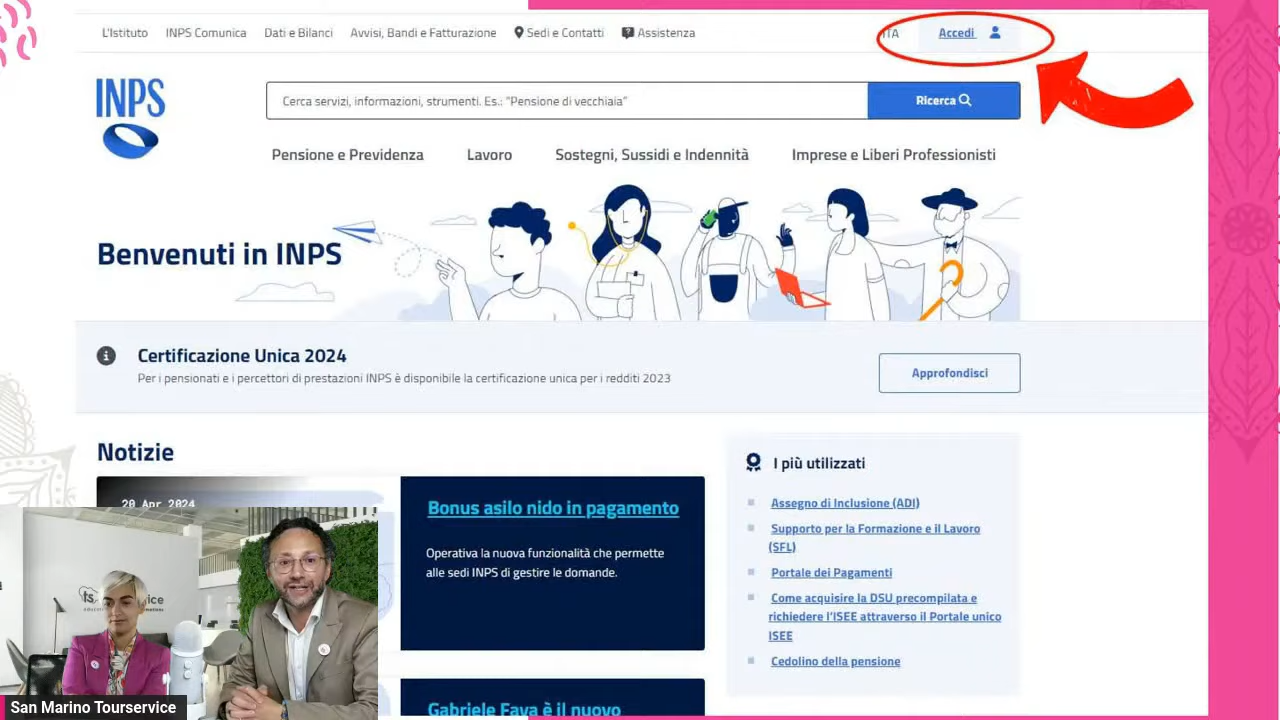 L'Istituto INPS Comunica Dati e Bilanci Avvisi, Bandi e Fatturazione Sedi e Contatti Assistenza ITA Accedi
INPS
Cerca servizi, informazioni, strumenti. Es.: "Pensione di vecchiaia"
Ricerca
Pensione e Previdenza Lavoro Sostegni, Sussidi e Indennità Imprese e Liberi Professionisti
Benvenuti in INPS
Certificazione Unica 2024
Per i pensionati e i percettori di prestazioni INPS è disponibile la certificazione unica per i redditi 2023
Approfondisci
Notizie
20 Apr 2024
Bonus asilo nido in pagamento
Operativa la nuova funzionalità che permette
alle sedi INPS di gestire le domande.
Gabriele Fava è il nuovo
I più utilizzati
Assegno di Inclusione (ADI)
Supporto per la Formazione e il Lavoro
(SFL)
Portale dei Pagamenti
Come acquisire la DSU precompilata e
richiedere l'ISEE attraverso il Portale unico
ISEE
Cedolino della pensione
San Marino Tourservice